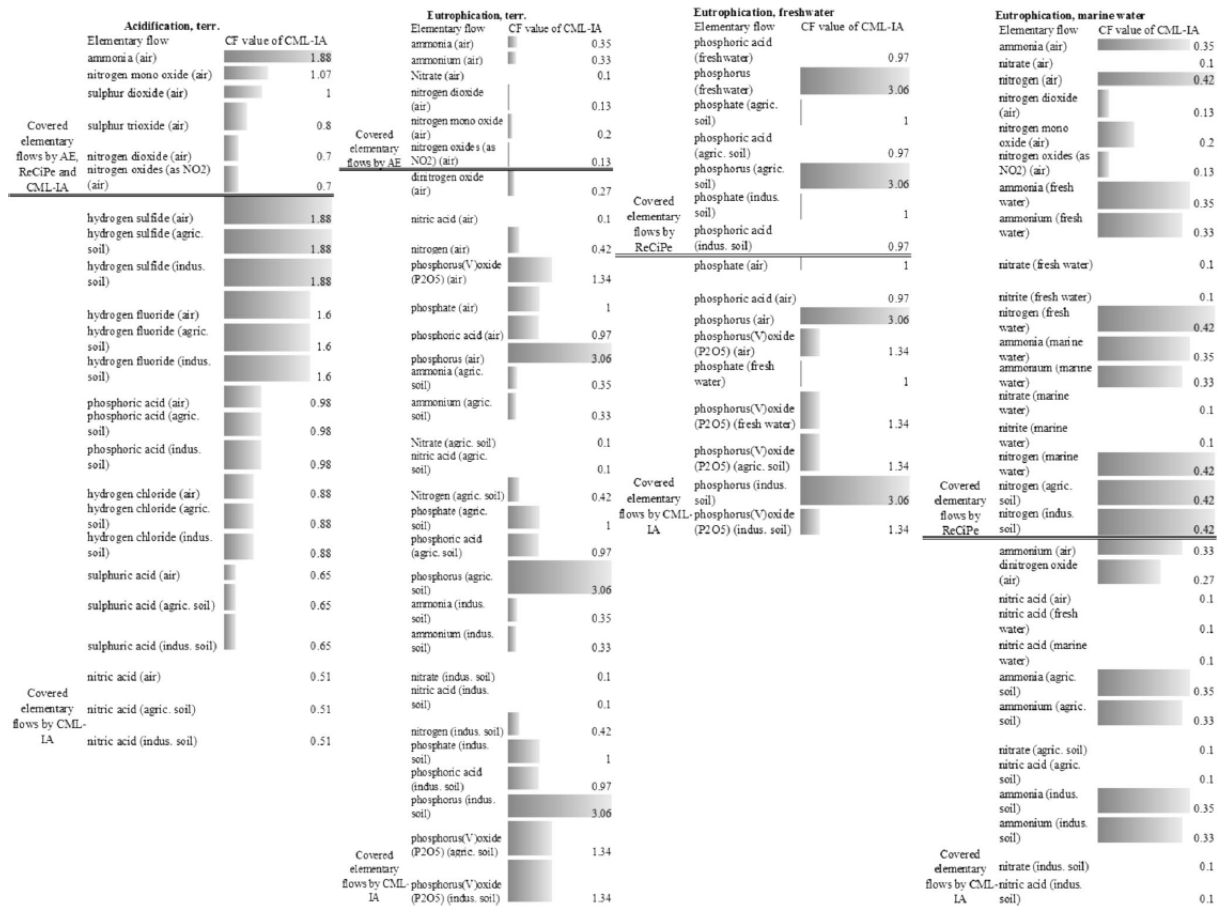 Acidification, terr.
Elementary flow CF value of CML-IA
ammonia (air) 1.88
nitrogen mono oxide (air) 1.07
sulphur dioxide (air) 1
sulphur trioxide (air) 0.8
nitrogen dioxide (air) 0.7
nitrogen oxides (as NO2)
(air) 0.7
Covered
elementary
flows by AE,
ReCiPe and
CML-IA
hydrogen sulfide (air) 1.88
hydrogen sulfide (agric.
soil) 1.88
hydrogen sulfide (indus.
soil) 1.88
hydrogen fluoride (air) 1.6
hydrogen fluoride (agric.
soil) 1.6
hydrogen fluoride (indus.
soil) 1.6
phosphoric acid (air) 0.98
phosphoric acid (agric.
soil) 0.98
phosphoric acid (indus.
soil) 0.98
hydrogen chloride (air) 0.88
hydrogen chloride (agric.
soil) 0.88
hydrogen chloride (indus.
soil) 0.88
sulphuric acid (air) 0.65
sulphuric acid (agric. soil) 0.65
sulphuric acid (indus. soil) 0.65
nitric acid (air) 0.51
nitric acid (agric. soil) 0.51
nitric acid (indus. soil) 0.51
Covered
elementary
flows by CML-
IA
Eutrophication, terr.
Elementary flow CF value of CML-IA
ammonia (air) 0.35
ammonium (air) 0.33
Nitrate (air) 0.1
nitrogen dioxide
(air) 0.13
nitrogen mono oxide
(air) 0.2
nitrogen oxides (as
NO2) (air) 0.13
Covered
elementary
flows by AE
dinitrogen oxide
(air) 0.27
nitric acid (air) 0.1
nitrogen (air) 0.42
phosphorus(V)oxide
(P2O5) (air) 1.34
phosphate (air) 1
phosphoric acid (air) 0.97
phosphorus (air) 3.06
ammonia (agric.
soil) 0.35
ammonium (agric.
soil) 0.33
Nitrate (agric. soil) 0.1
nitric acid (agric.
soil) 0.1
Nitrogen (agric. soil) 0.42
phosphate (agric.
soil) 1
phosphoric acid
(agric. soil) 0.97
phosphorus (agric.
soil) 3.06
ammonia (indus.
soil) 0.35
ammonium (indus.
soil) 0.33
nitrate (indus. soil) 0.1
nitric acid (indus.
soil) 0.1
nitrogen (indus. soil) 0.42
phosphate (indus.
soil) 1
phosphoric acid
(indus. soil) 0.97
phosphorus (indus.
soil) 3.06
phosphorus(V)oxide
(P2O5) (agric. soil) 1.34
phosphorus(V)oxide
(P2O5) (indus. soil) 1.34
Covered
elementary
flows by CML-
IA
Eutrophication, freshwater
Elementary flow CF value of CML-IA
phosphoric acid
(freshwater) 0.97
phosphorus
(freshwater) 3.06
phosphate (agric.
soil) 1
phosphoric acid
(agric. soil) 0.97
phosphorus (agric.
soil) 3.06
phosphate (indus.
soil) 1
phosphoric acid
(indus. soil) 0.97
Covered
elementary
flows by
ReCiPe
phosphate (air) 1
phosphoric acid (air) 0.97
phosphorus (air) 3.06
phosphorus(V)oxide
(P2O5) (air) 1.34
phosphate (fresh
water) 1
phosphorus(V)oxide
(P2O5) (fresh water) 1.34
phosphorus(V)oxide
(P2O5) (agric. soil) 1.34
phosphorus (indus.
soil) 3.06
phosphorus(V)oxide
(P2O5) (indus. soil) 1.34
Covered
elementary
flows by CML-
IA
Eutrophication, marine water
Elementary flow CF value of CML-IA
ammonia (air) 0.35
nitrate (air) 0.1
nitrogen (air) 0.42
nitrogen dioxide
(air) 0.13
nitrogen mono
oxide (air) 0.2
nitrogen oxides (as
NO2) (air) 0.13
ammonia (fresh
water) 0.35
ammonium (fresh
water) 0.33
nitrate (fresh water) 0.1
nitrite (fresh water) 0.1
nitrogen (fresh
water) 0.42
ammonia (marine
water) 0.35
ammonium (marine
water) 0.33
nitrate (marine
water) 0.1
nitrite (marine
water) 0.1
nitrogen (marine
water) 0.42
nitrogen (agric.
soil) 0.42
nitrogen (indus.
soil) 0.42
Covered
elementary
flows by
ReCiPe
ammonium (air) 0.33
dinitrogen oxide
(air) 0.27
nitric acid (air) 0.1
nitric acid (fresh
water) 0.1
nitric acid (marine
water) 0.1
ammonia (agric.
soil) 0.35
ammonium (agric.
soil) 0.33
nitrate (agric. soil) 0.1
nitric acid (agric.
soil) 0.1
ammonia (indus.
soil) 0.35
ammonium (indus.
soil) 0.33
nitrate (indus. soil) 0.1
nitric acid (indus.
soil) 0.1
Covered
elementary
flows by CML-
IA